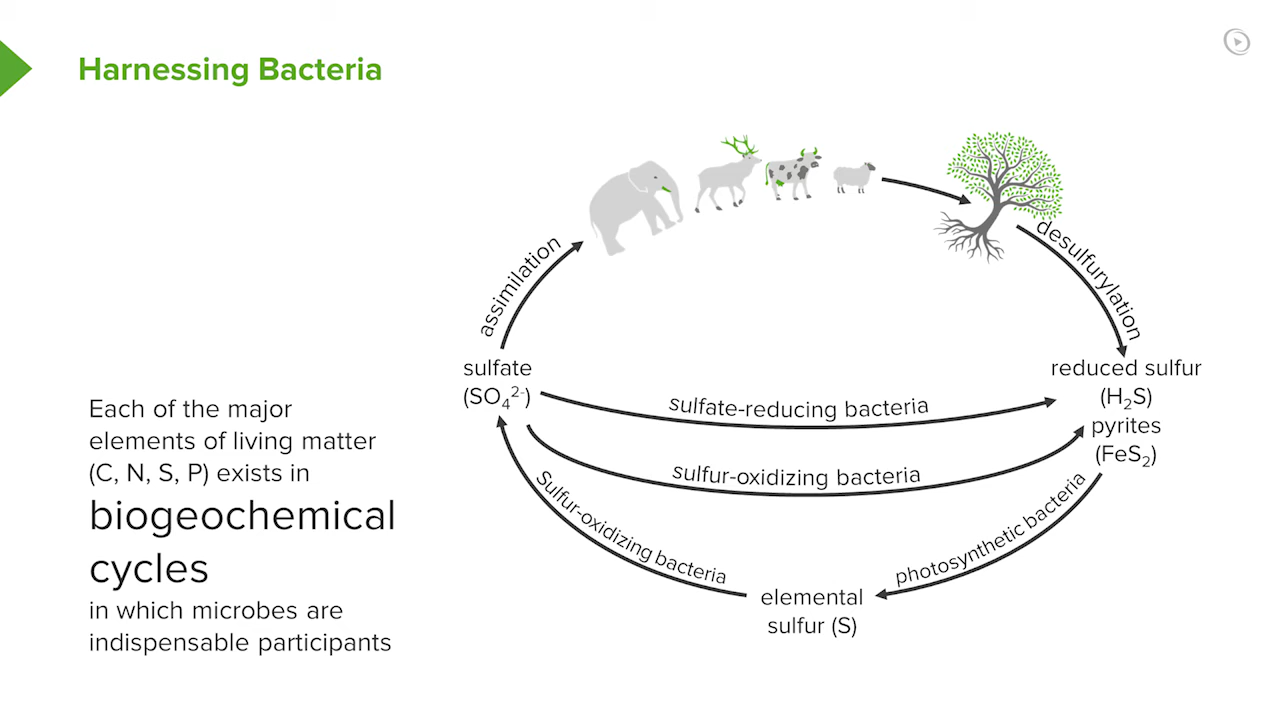 Harnessing Bacteria
assimilation
desulfurylation
sulfate
(SO₄²⁻)
reduced sulfur
(H₂S)
pyrites
(FeS₂)
sulfate-reducing bacteria
sulfur-oxidizing bacteria
Sulfur-oxidizing bacteria
photosynthetic bacteria
elemental
sulfur (S)
Each of the major
elements of living matter
(C, N, S, P) exists in
biogeochemical
cycles
in which microbes are
indispensable participants